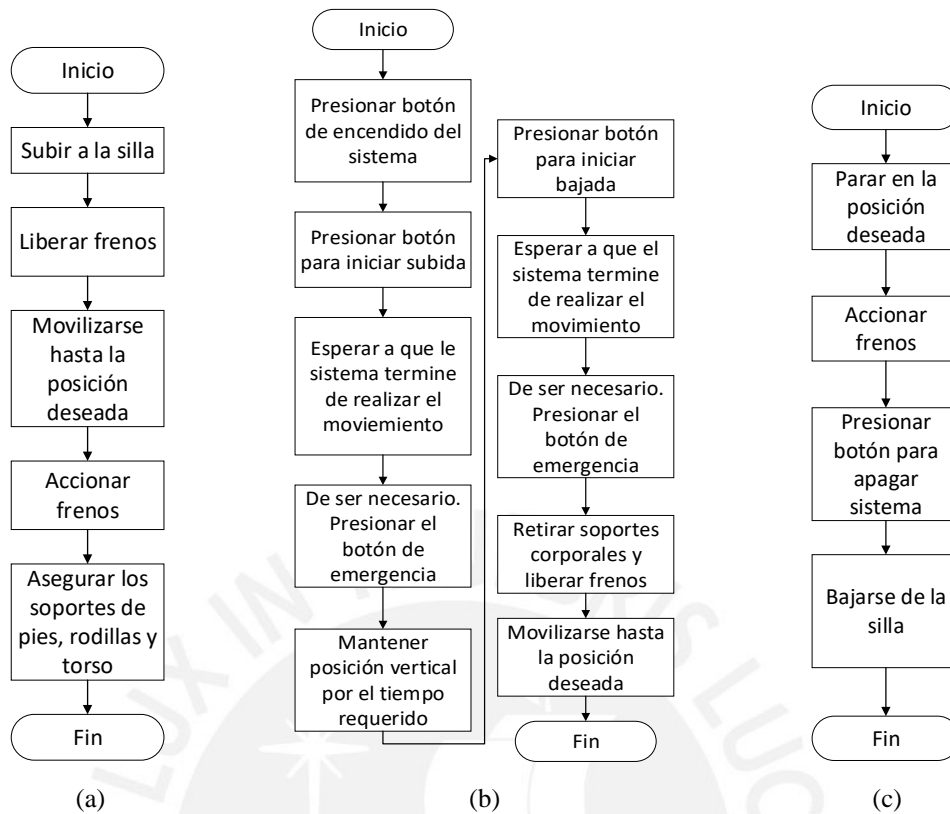 Inicio
Subir a la silla
Liberar frenos
Movilizarse
hasta la
posición
deseada
Accionar
frenos
Asegurar los
soportes de
pies, rodillas y
torso
Fin
(a)
Inicio
Presionar botón
de encendido del
sistema
Presionar botón
para iniciar subida
Esperar a que le
sistema termine
de realizar el
moviemiento
De ser necesario.
Presionar el
botón de
emergencia
Mantener
posición vertical
por el tiempo
requerido
Presionar botón
para iniciar
bajada
Esperar a que el
sistema termine
de realizar el
movimiento
De ser necesario.
Presionar el
botón de
emergencia
Retirar soportes
corporales y
liberar frenos
Movilizarse hasta
la posición
deseada
Fin
(b)
Inicio
Parar en la
posición
deseada
Accionar
frenos
Presionar
botón para
apagar
sistema
Bajarse de la
silla
Fin
(c)
LUX IN
LUC